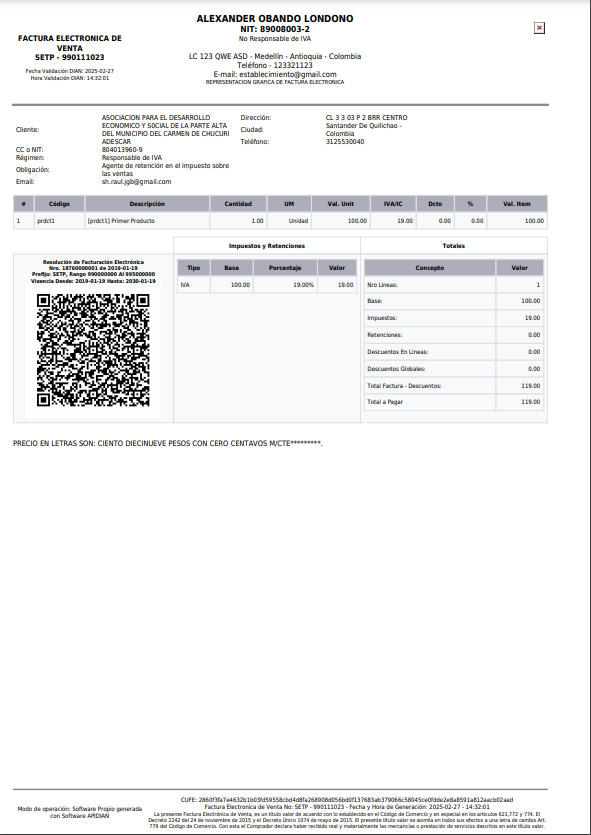 FACTURA ELECTRONICA DE
VENTA
SETP - 990111023
Fecha Validación DIAN: 2025-02-27
Hora Validación DIAN: 14:32:01
ALEXANDER OBANDO LONDONO
NIT: 89008003-2
No Responsable de IVA
LC 123 QWE ASD - Medellín - Antioquia - Colombia
Teléfono - 123321123
E-mail: establecimiento@gmail.com
REPRESENTACION GRAFICA DE FACTURA ELECTRONICA
Cliente: ASOCIACION PARA EL DESARROLLO
ECONOMICO Y SOCIAL DE LA PARTE ALTA
DEL MUNICIPIO DEL CARMEN DE CHUCURI
ADESCAR
CC o NIT: 804013960-9
Régimen: Responsable de IVA
Obligación: Agente de retención en el impuesto sobre
las ventas
Email: sh.raul.jgb@gmail.com
Dirección: CL 3 3 03 P 2 BRR CENTRO
Ciudad: Santander De Quilichao -
Colombia
Teléfono: 3125530040
# Código Descripción Cantidad UM Val. Unit IVA/IC Dcto % Val. Item
1 prdct1 [prdct1] Primer Producto 1.00 Unidad 100.00 19.00 0.00 0.00 100.00
Resolución de Facturación Electrónica
Nro. 18760000001 de 2019-01-19
Prefijo: SETP, Rango 990000000 Al 995000000
Vigencia Desde: 2019-01-19 Hasta: 2030-01-19
Impuestos y Retenciones
Tipo Base Porcentaje Valor
IVA 100.00 19.00% 19.00
Totales
Concepto Valor
Nro Lineas: 1
Base: 100.00
Impuestos: 19.00
Retenciones: 0.00
Descuentos En Lineas: 0.00
Descuentos Globales: 0.00
Total Factura - Descuentos: 119.00
Total a Pagar 119.00
PRECIO EN LETRAS SON: CIENTO DIECINUEVE PESOS CON CERO CENTAVOS M/CTE*********.
Modo de operación: Software Propio generada
con Software APIDIAN
Factura Electronica de Venta No: SETP - 990111023 - Fecha y Hora de Generación: 2025-02-27 - 14:32:01
La presente Factura Electrónica de Venta, es un título valor de acuerdo con lo establecido en el Código de Comercio y en especial en los artículos 621,772 y 774. El
Decreto 2242 del 24 de noviembre de 2015 y el Decreto Único 1074 de mayo de 2015. El presente título valor se asimila en todos sus efectos a una letra de cambio Art.
779 del Código de Comercio. Con esta el Comprador declara haber recibido real y materialmente las mercancias o prestación de servicios descritos en este título valor.